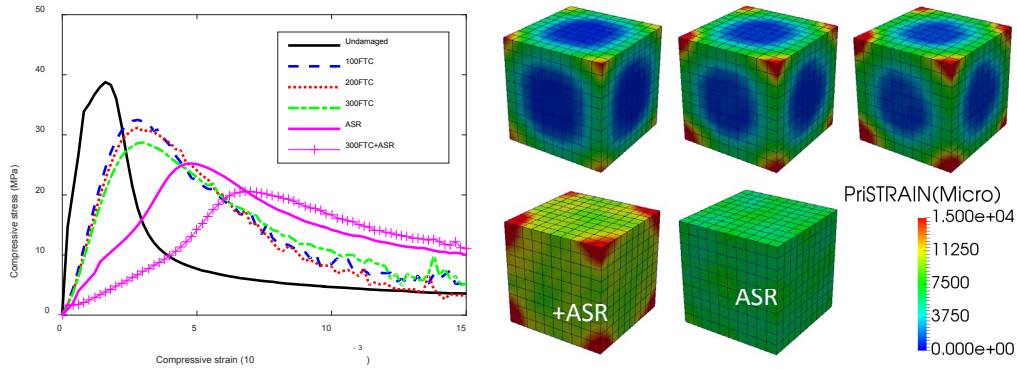 50
40
30
20
10
0
Compressive stress (MPa)
Undamaged
100FTC
200FTC
300FTC
ASR
300FTC+ASR
0
5
10
15
- 3
Compressive strain (10 )
+ASR
ASR
PriSTRAIN(Micro)
1.500e+04
11250
7500
3750
0.000e+00